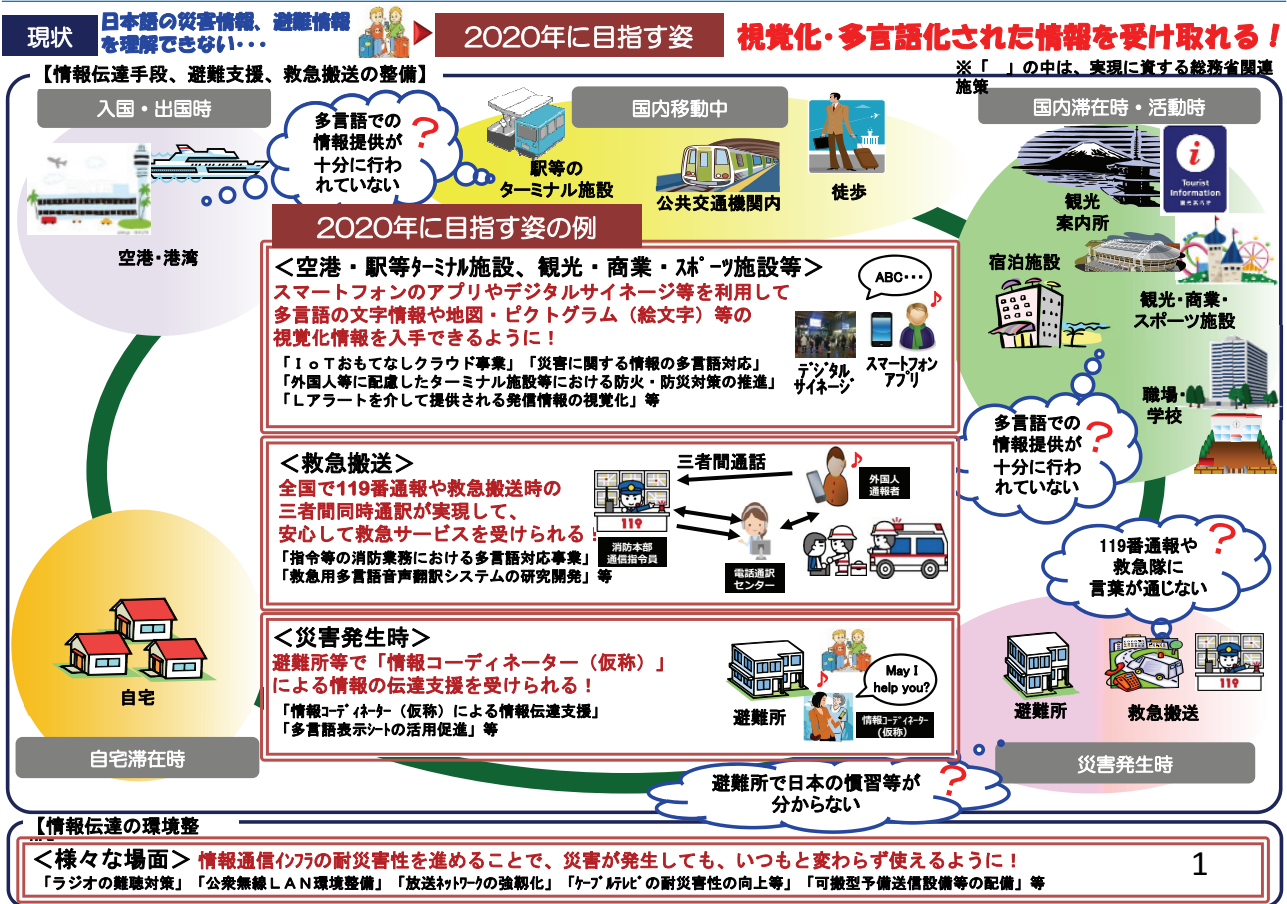 現状
日本語の災害情報、避難情報
を理解できない･･･
2020年に目指す姿
視覚化･多言語化された情報を受け取れる！
【情報伝達手段、避難支援、救急搬送の整備】
※「　」の中は、実現に資する総務省関連
施策
入国・出国時
国内移動中
国内滞在時・活動時
多言語での
情報提供が
十分に行わ
れていない
？
駅等の
ターミナル施設
公共交通機関内
徒歩
空港･港湾
i
Tourist
Information
観光案内所
観光
案内所
宿泊施設
観光･商業･
スポーツ施設
職場･
学校
多言語での
情報提供が
十分に行わ
れていない
？
2020年に目指す姿の例
＜空港・駅等ﾀｰﾐﾅﾙ施設、観光・商業・ｽﾎﾟｰﾂ施設等＞
スマートフォンのアプリやデジタルサイネージ等を利用して
多言語の文字情報や地図・ピクトグラム（絵文字）等の
視覚化情報を入手できるように！
「ＩｏＴおもてなしクラウド事業」「災害に関する情報の多言語対応」
「外国人等に配慮したターミナル施設等における防火・防災対策の推進」
「Ｌアラートを介して提供される発信情報の視覚化」等
ABC･･･
デジタル
サイネージ
スマートフォン
アプリ
＜救急搬送＞
全国で119番通報や救急搬送時の
三者間同時通訳が実現して、
安心して救急サービスを受けられる！
「指令等の消防業務における多言語対応事業」
「救急用多言語音声翻訳システムの研究開発」等
三者間通話
外国人
通報者
119
消防本部
通信指令員
電話通訳
センター
119番通報や
救急隊に
言葉が通じない
？
＜災害発生時＞
避難所等で「情報コーディネーター（仮称）」
による情報の伝達支援を受けられる！
「情報ｺｰﾃﾞｨﾈｰﾀｰ（仮称）による情報伝達支援」
「多言語表示ｼｰﾄの活用促進」等
避難所
May I
help you?
情報ｺｰﾃﾞｨﾈｰﾀｰ
（仮称）
避難所
119
救急搬送
災害発生時
自宅
自宅滞在時
避難所で日本の慣習等が
分からない
？
【情報伝達の環境整
＜様々な場面＞ 情報通信ｲﾝﾌﾗの耐災害性を進めることで、災害が発生しても、いつもと変わらず使えるように！
「ラジオの難聴対策」「公衆無線ＬＡＮ環境整備」「放送ﾈｯﾄﾜｰｸの強靱化」「ｹｰﾌﾞﾙﾃﾚﾋﾞの耐災害性の向上等」「可搬型予備送信設備等の配備」等
1